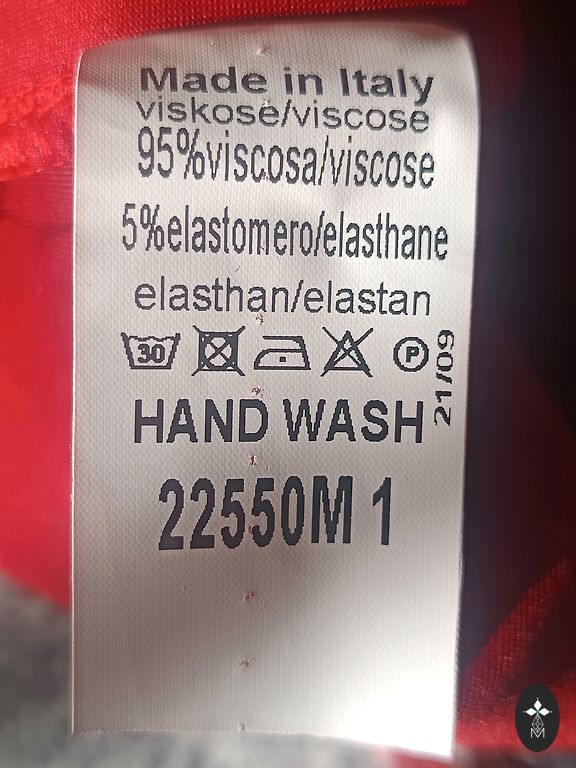 Made in Italy
viskose/viscose
95%viscosa/viscose
5%elastomero/elasthane
elasthan/elastan
30
P
21/09
HAND WASH
22550M 1
M